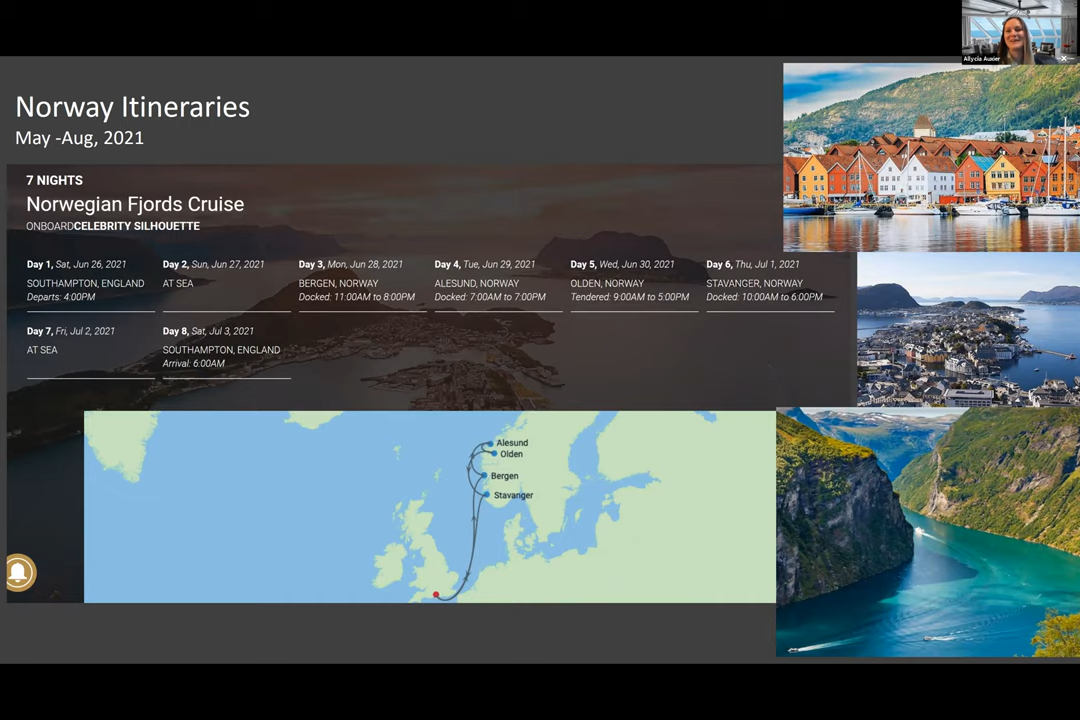 Allycia Auxier
Norway Itineraries
May -Aug, 2021
7 NIGHTS
Norwegian Fjords Cruise
ONBOARDCELEBRITY SILHOUETTE
Day 1, Sat, Jun 26, 2021
SOUTHAMPTON, ENGLAND
Departs: 4:00PM
Day 2, Sun, Jun 27, 2021
AT SEA
Day 3, Mon, Jun 28, 2021
BERGEN, NORWAY
Docked: 11:00AM to 8:00PM
Day 4, Tue, Jun 29, 2021
ALESUND, NORWAY
Docked: 7:00AM to 7:00PM
Day 5, Wed, Jun 30, 2021
OLDEN, NORWAY
Tendered: 9:00AM to 5:00PM
Day 6, Thu, Jul 1, 2021
STAVANGER, NORWAY
Docked: 10:00AM to 6:00PM
Day 7, Fri, Jul 2, 2021
AT SEA
Day 8, Sat, Jul 3, 2021
SOUTHAMPTON, ENGLAND
Arrival: 6:00AM
Alesund
Olden
Bergen
Stavanger